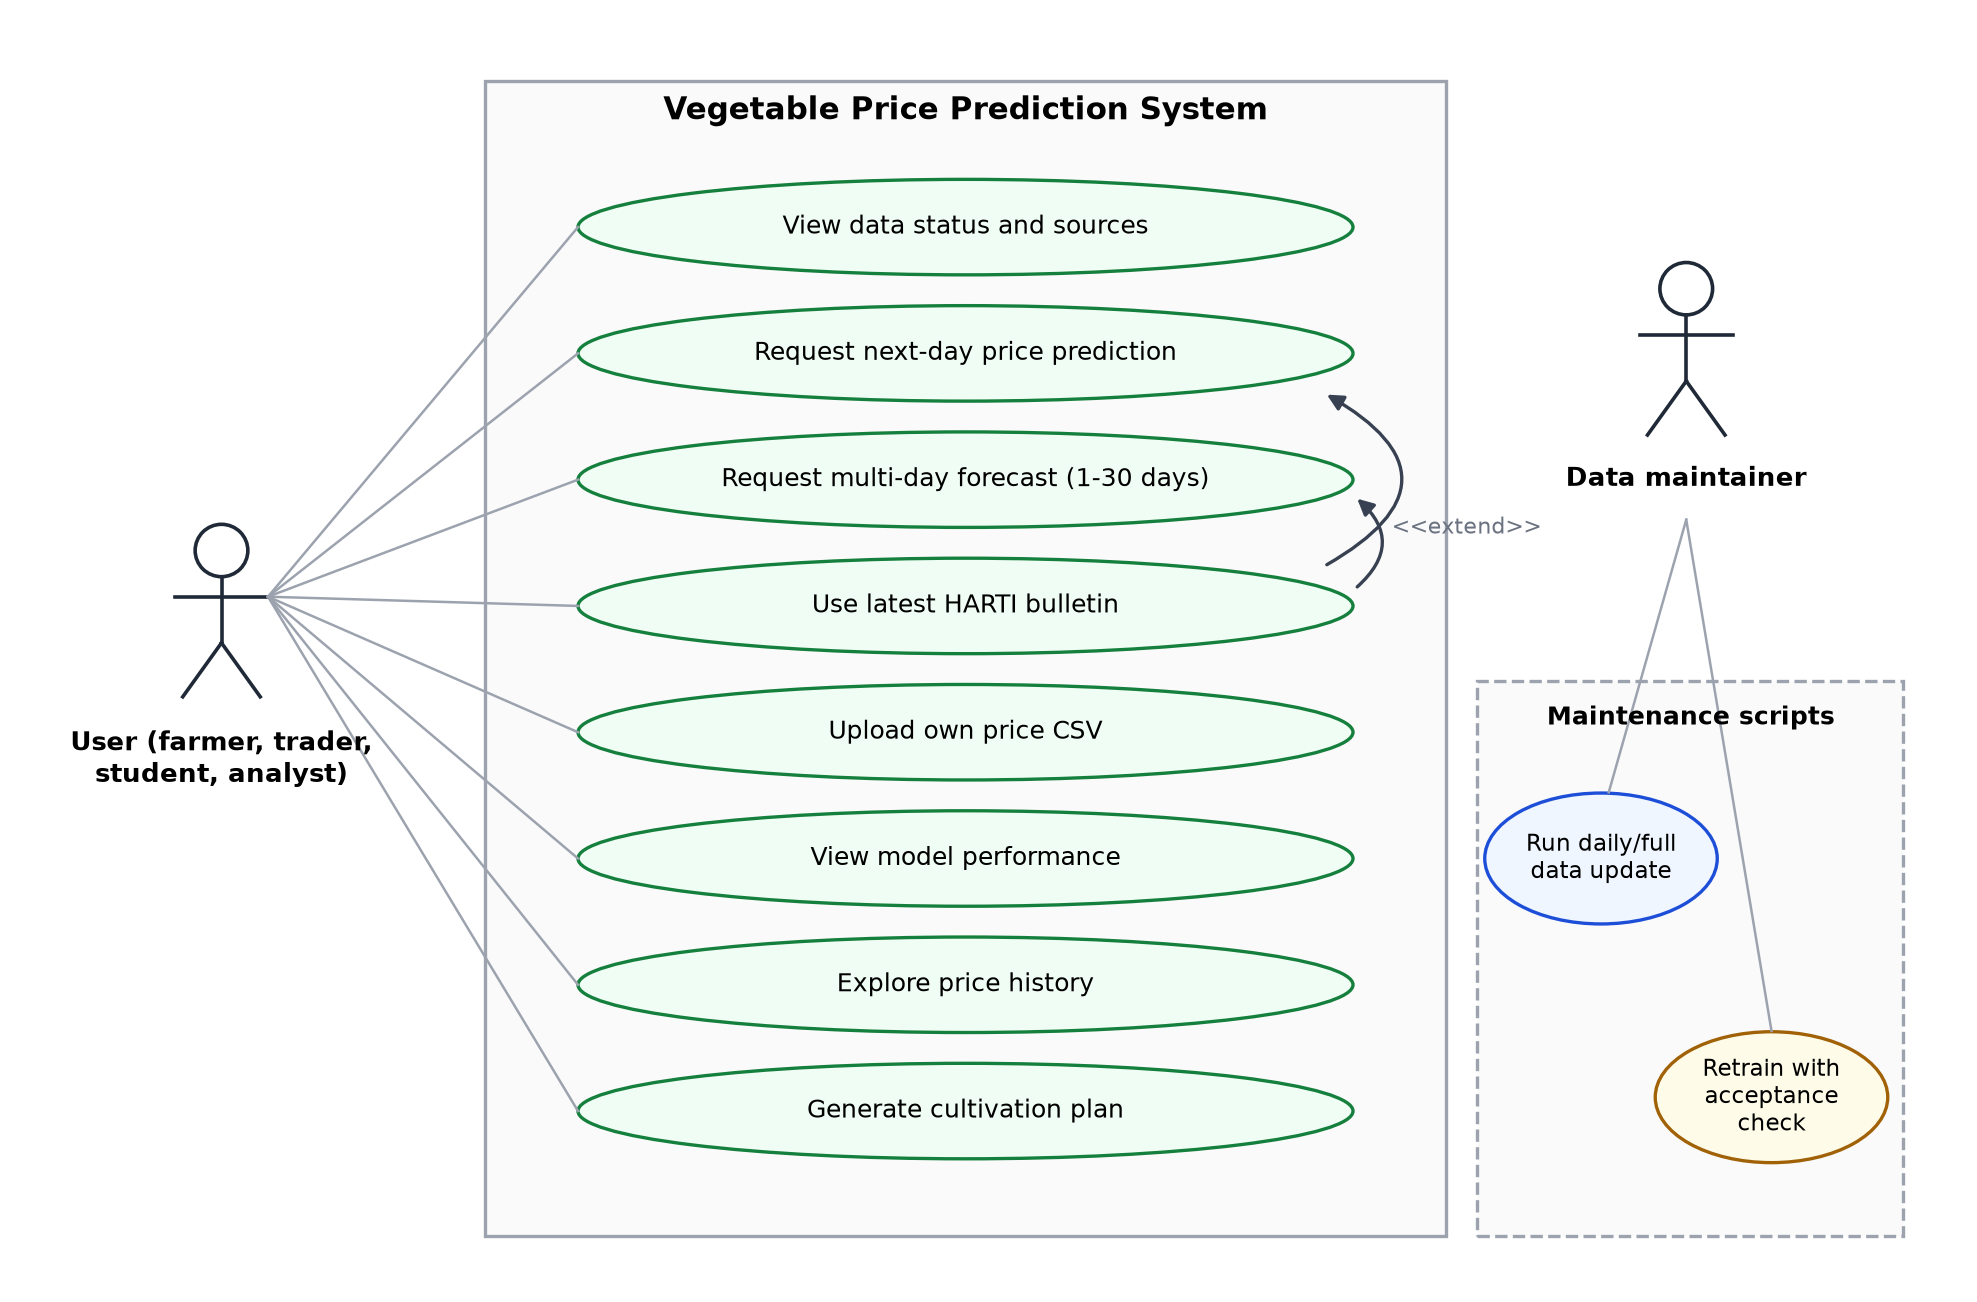 Vegetable Price Prediction System
View data status and sources
Request next-day price prediction
Request multi-day forecast (1-30 days)
<<extend>>
Use latest HARTI bulletin
Upload own price CSV
View model performance
Explore price history
Generate cultivation plan
User (farmer, trader,
student, analyst)
Data maintainer
Maintenance scripts
Run daily/full
data update
Retrain with
acceptance
check